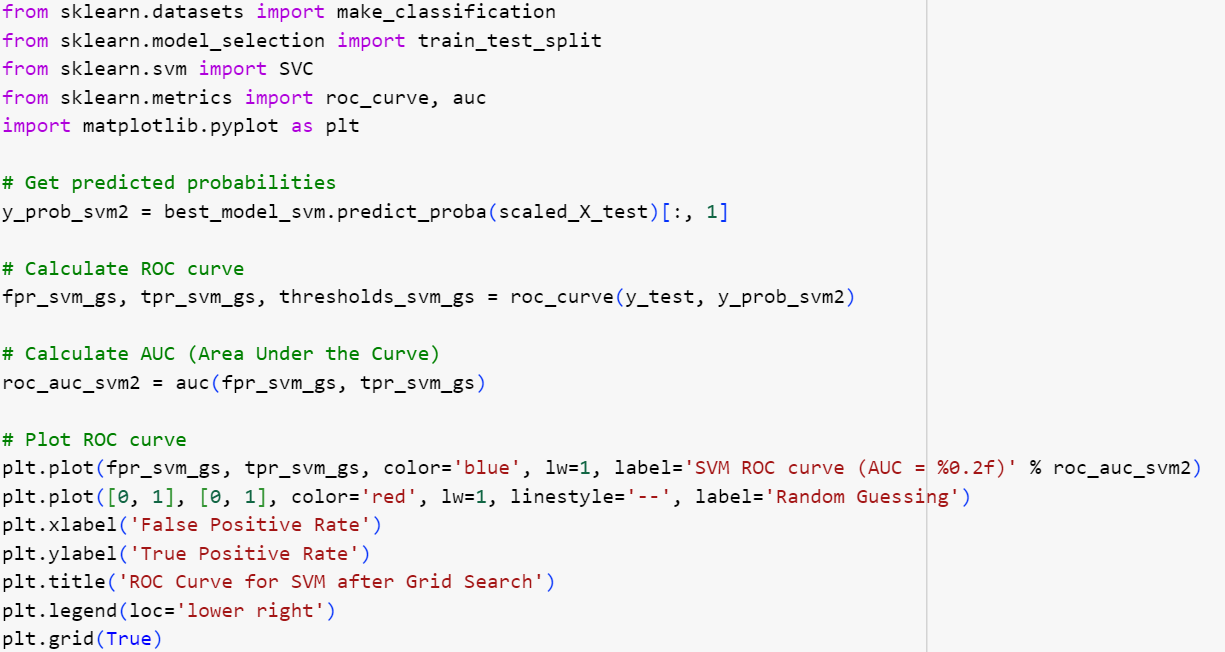 from sklearn.datasets import make_classification
from sklearn.model_selection import train_test_split
from sklearn.svm import SVC
from sklearn.metrics import roc_curve, auc
import matplotlib.pyplot as plt
# Get predicted probabilities
y_prob_svm2 = best_model_svm.predict_proba(scaled_X_test)[:, 1]
# Calculate ROC curve
fpr_svm_gs, tpr_svm_gs, thresholds_svm_gs = roc_curve(y_test, y_prob_svm2)
# Calculate AUC (Area Under the Curve)
roc_auc_svm2 = auc(fpr_svm_gs, tpr_svm_gs)
# Plot ROC curve
plt.plot(fpr_svm_gs, tpr_svm_gs, color='blue', lw=1, label='SVM ROC curve (AUC = %0.2f)' % roc_auc_svm2)
plt.plot([0, 1], [0, 1], color='red', lw=1, linestyle='--', label='Random Guessing')
plt.xlabel('False Positive Rate')
plt.ylabel('True Positive Rate')
plt.title('ROC Curve for SVM after Grid Search')
plt.legend(loc='lower right')
plt.grid(True)